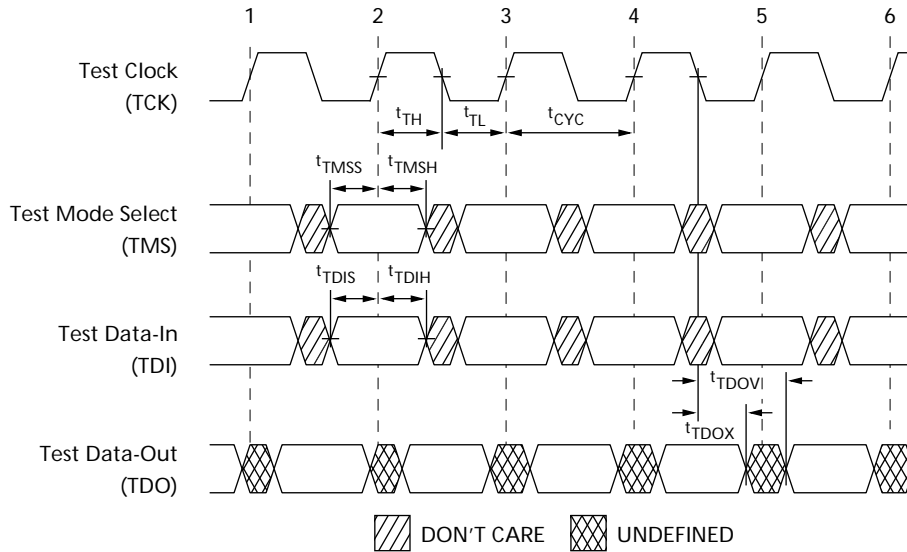 1 2 3 4 5 6
Test Clock
(TCK)
tTH tTL tCYC
tTMSS tTMSH
Test Mode Select
(TMS)
tTDIS tTDIH
Test Data-In
(TDI)
tTDOV
tTDOX
Test Data-Out
(TDO)
DON'T CARE UNDEFINED